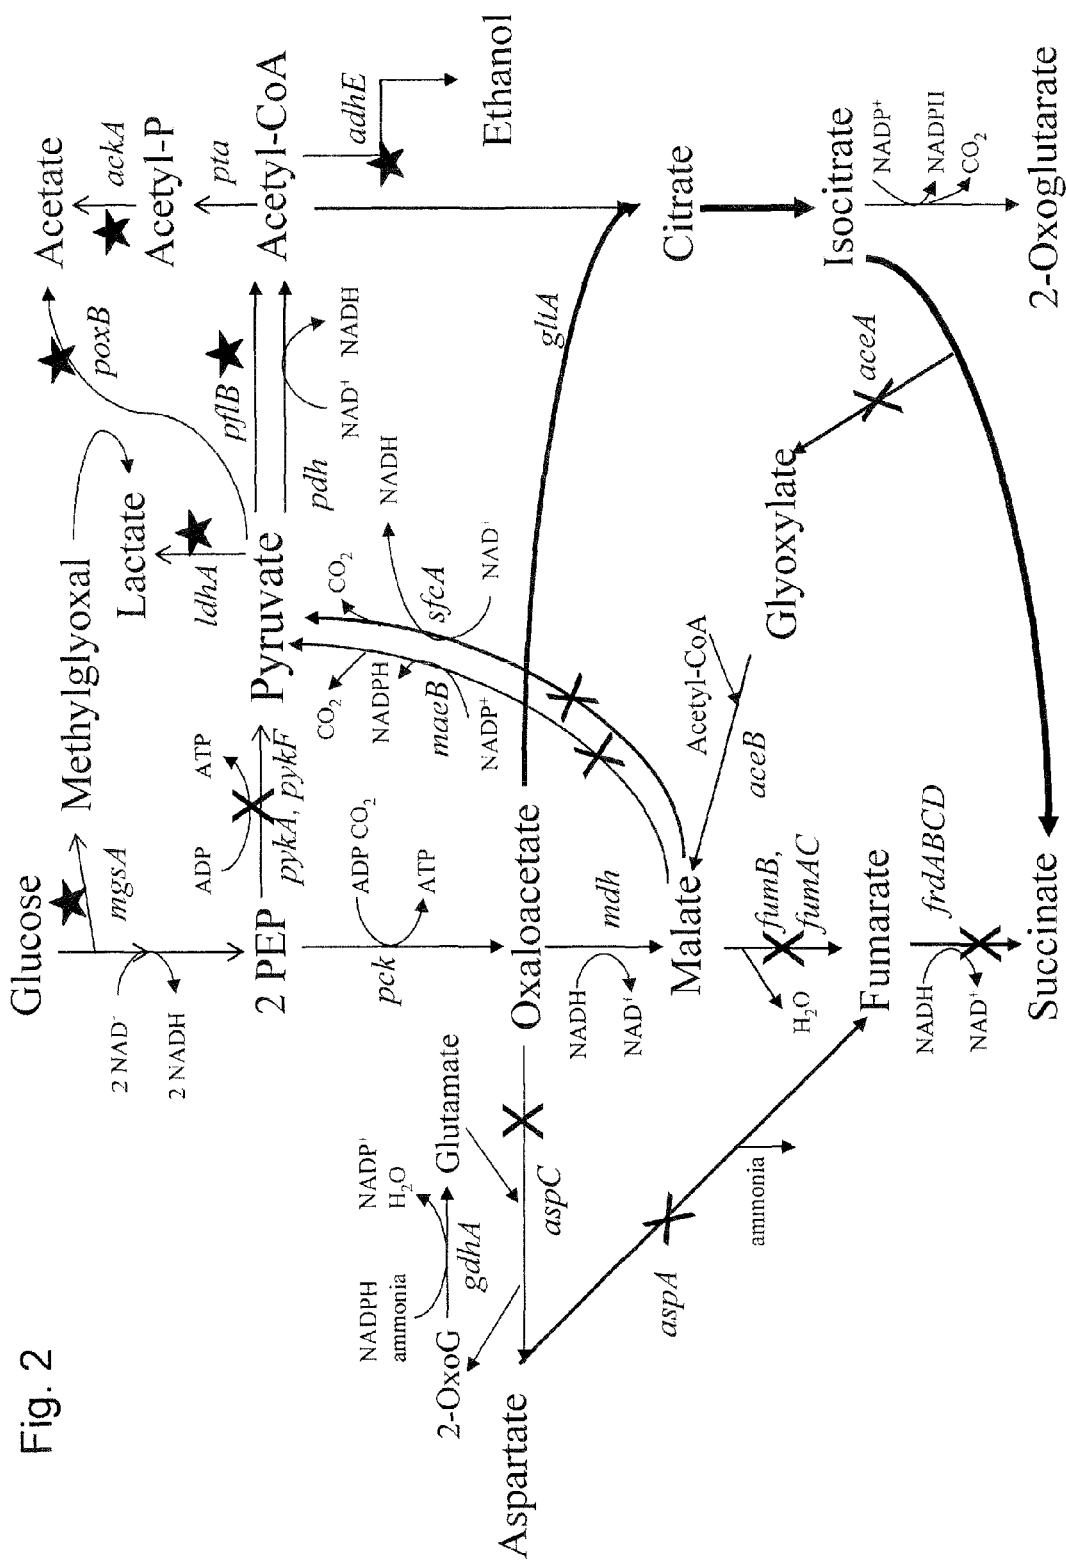 Fig. 2
Glucose
2 NAD⁺
2 NADH
mgsA
Methylglyoxal
Lactate
ldhA
poxB
Acetate
ackA
Acetyl-P
pta
2 PEP
ADP
ATP
pykA, pykF
Pyruvate
pflB
pdh
NAD⁺
NADH
Acetyl-CoA
adhE
Ethanol
pck
ADP CO₂
ATP
CO₂
NADPH
maeB
NADP⁺
CO₂
NADH
sfcA
NAD⁺
NADPH
ammonia
NADP⁺
H₂O
2-OxoG
gdhA
Glutamate
Aspartate
aspC
Oxaloacetate
gltA
Citrate
NADH
NAD⁺
mdh
aspA
ammonia
Malate
Acetyl-CoA
aceB
Glyoxylate
aceA
Isocitrate
NADP⁺
NADPH
CO₂
H₂O
fumB,
fumAC
Fumarate
NADH
NAD⁺
frdABCD
Succinate
2-Oxoglutarate